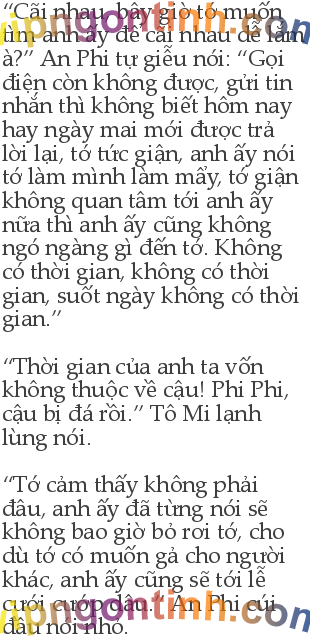 “Cãi nhau, bây giờ tớ muốn
tìm anh ấy để cãi nhau dễ lắm
à?” An Phi tự giễu nói: “Gọi
điện còn không được, gửi tin
nhắn thì không biết hôm nay
hay ngày mai mới được trả
lời lại, tớ tức giận, anh ấy nói
tớ làm mình làm mẩy, tớ giận
không quan tâm tới anh ấy
nữa thì anh ấy cũng không
ngó ngàng gì đến tớ. Không
có thời gian, không có thời
gian, suốt ngày không có thời
gian.”
“Thời gian của anh ta vốn
không thuộc về cậu! Phi Phi,
cậu bị đá rồi.” Tô Mi lạnh
lùng nói.
“Tớ cảm thấy không phải
đâu, anh ấy đã từng nói sẽ
không bao giờ bỏ rơi tớ, cho
dù tớ có muốn gả cho người
khác, anh ấy cũng sẽ tới lễ
cưới cướp dâu.” An Phi cúi
đầu nói nhỏ.